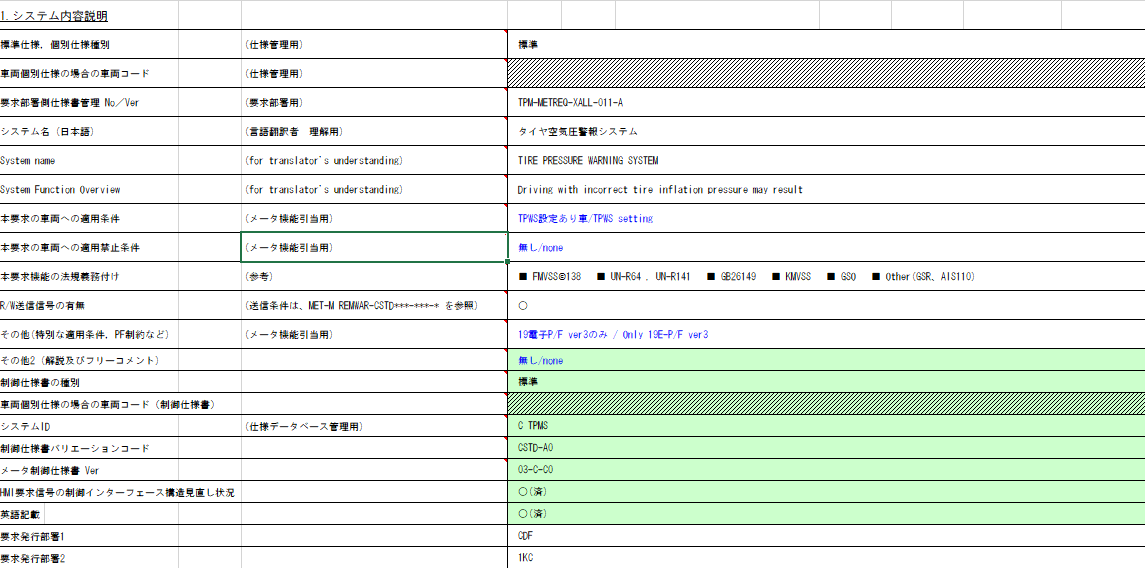 1. システム内容説明
標準仕様, 個別仕様種別 (仕様管理用) 標準
車両個別仕様の場合の車両コード (仕様管理用)
要求部署側仕様書管理 No／Ver (要求部署用) TPM-METREQ-XALL-011-A
システム名 (日本語) (言語翻訳者　理解用) タイヤ空気圧警報システム
System name (for translator's understanding) TIRE PRESSURE WARNING SYSTEM
System Function Overview (for translator's understanding) Driving with incorrect tire inflation pressure may result
本要求の車両への適用条件 (メータ機能引当用) TPWS設定あり車/TPWS setting
本要求の車両への適用禁止条件 (メータ機能引当用) 無し/none
本要求機能の法規義務付け (参考) ■ FMVSS©138 ■ UN-R64 , UN-R141 ■ GB26149 ■ KMVSS ■ GSO ■ Other(GSR、AIS110)
R/W送信信号の有無 (送信条件は、MET-M REMWAR-CSTD***-***-* を参照) ○
その他(特別な適用条件, PF制約など) (メータ機能引当用) 19電子P/F ver3のみ / Only 19E-P/F ver3
その他2 (解説及びフリーコメント) 無し/none
制御仕様書の種別 標準
車両個別仕様の場合の車両コード (制御仕様書)
システムID (仕様データベース管理用) C TPMS
制御仕様書バリエーションコード CSTD-A0
メータ制御仕様書 Ver 03-C-C0
HMI要求信号の制御インターフェース構造見直し状況 ○(済)
英語記載 ○(済)
要求発行部署1 CDF
要求発行部署2 1KC